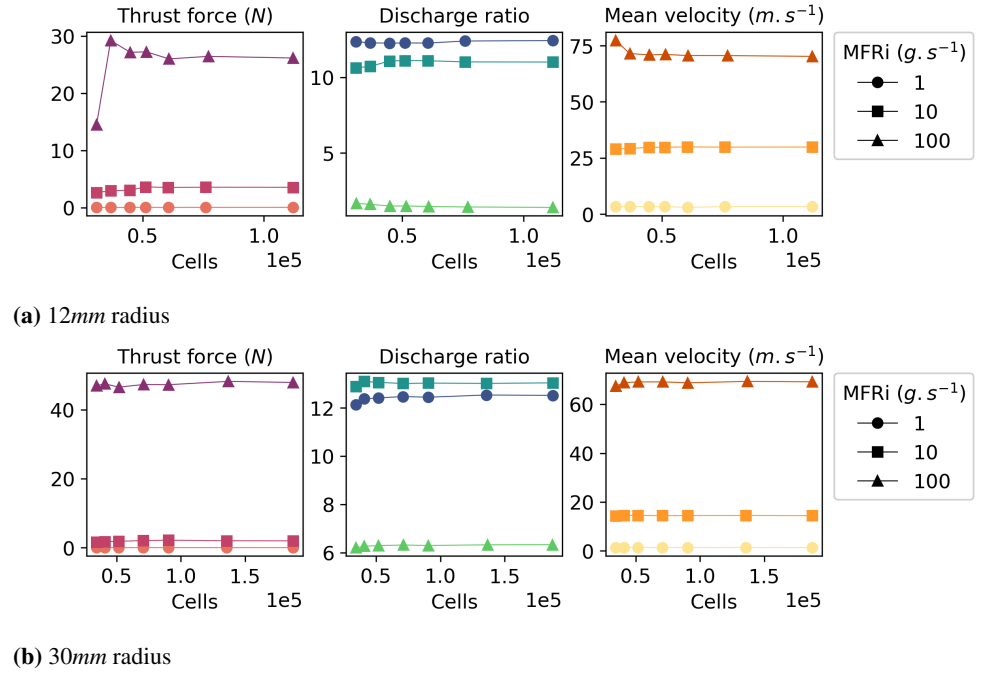 Thrust force (N) Discharge ratio Mean velocity (m.s⁻¹)
30
20
10
0
0.5 1.0
Cells 1e5
10
5
0.5 1.0
Cells 1e5
75
50
25
0
0.5 1.0
Cells 1e5
MFRi (g.s⁻¹)
1
10
100
(a) 12mm radius
Thrust force (N) Discharge ratio Mean velocity (m.s⁻¹)
40
20
0
0.5 1.0 1.5
Cells 1e5
12
10
8
6
0.5 1.0 1.5
Cells 1e5
60
40
20
0
0.5 1.0 1.5
Cells 1e5
MFRi (g.s⁻¹)
1
10
100
(b) 30mm radius